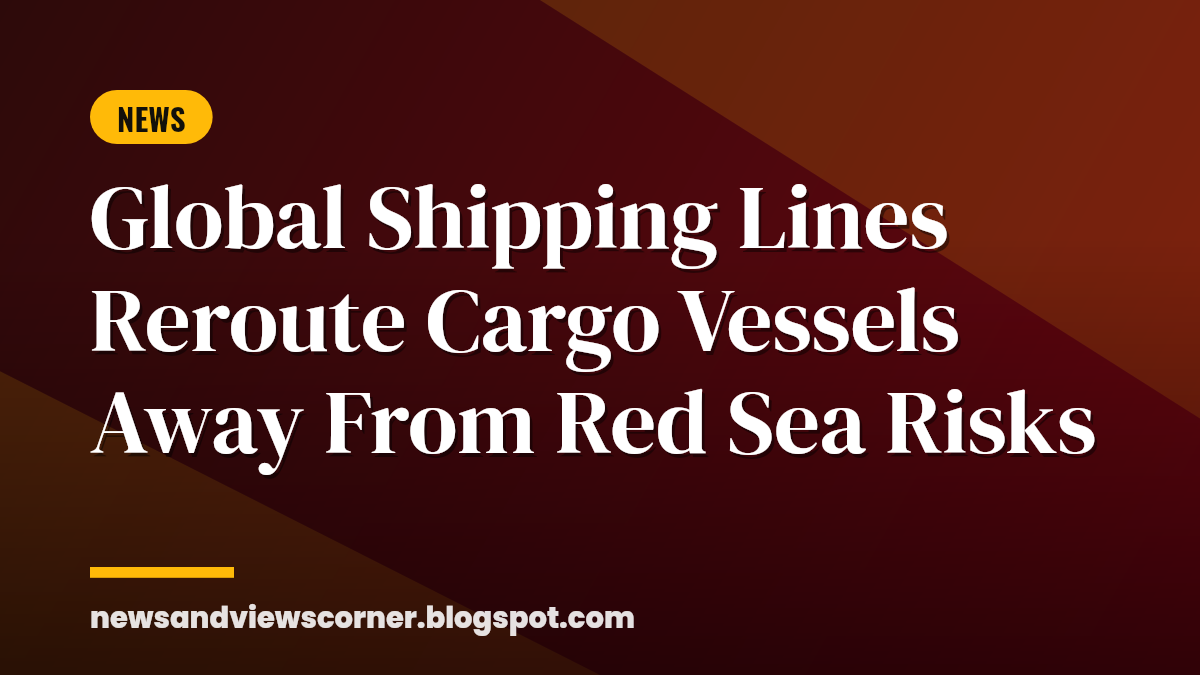 NEWS
Global Shipping Lines
Reroute Cargo Vessels
Away From Red Sea Risks
newsandviewscorner.blogspot.com